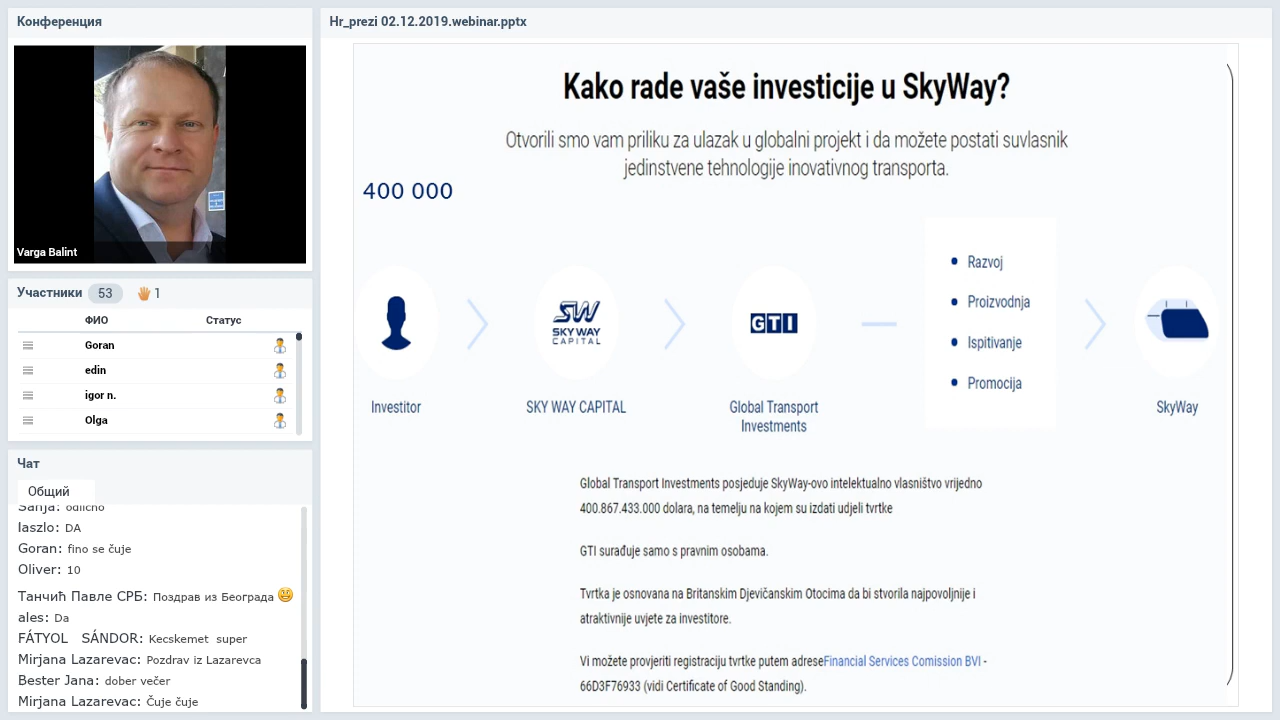 Конференция
Varga Balint
Участники 53 1
ФИО Статус
Goran
edin
igor n.
Olga
Чат
Общий
Sanja: odlicno
laszlo: DA
Goran: fino se čuje
Oliver: 10
Танчић Павле СРБ: Поздрав из Београда
ales: Da
FÁTYOL SÁNDOR: Kecskemet super
Mirjana Lazarevac: Pozdrav iz Lazarevca
Bester Jana: dober večer
Mirjana Lazarevac: Čuje čuje
Hr_prezi 02.12.2019.webinar.pptx
Kako rade vaše investicije u SkyWay?
Otvorili smo vam priliku za ulazak u globalni projekt i da možete postati suvlasnik
jedinstvene tehnologije inovativnog transporta.
400 000
SW
SKY WAY
CAPITAL
GTI
Razvoj
Proizvodnja
Ispitivanje
Promocija
Investitor
SKY WAY CAPITAL
Global Transport
Investments
SkyWay
Global Transport Investments posjeduje SkyWay-ovo intelektualno vlasništvo vrijedno
400.867.433.000 dolara, na temelju na kojem su izdati udjeli tvrtke
GTI surađuje samo s pravnim osobama.
Tvrtka je osnovana na Britanskim Djevičanskim Otocima da bi stvorila najpovoljnije i
atraktivnije uvjete za investitore.
Vi možete provjeriti registraciju tvrtke putem adreseFinancial Services Comission BVI -
66D3F76933 (vidi Certificate of Good Standing).